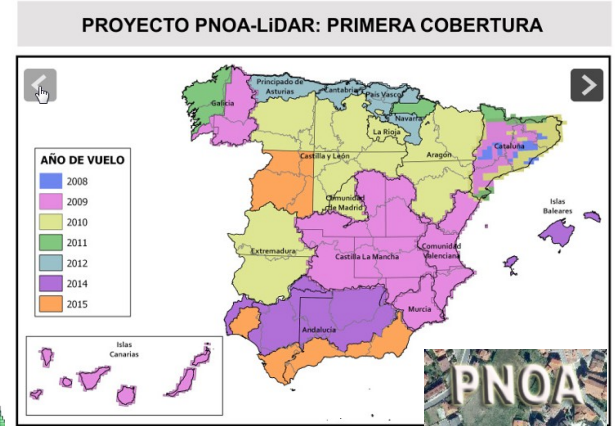 PROYECTO PNOA-LiDAR: PRIMERA COBERTURA
Principado de
Asturias
Cantabria
País Vasco
Galicia
Navarra
La Rioja
Castilla y León
Aragón
Cataluña
AÑO DE VUELO
2008
2009
2010
2011
2012
2014
2015
Comunidad
de Madrid
Islas
Baleares
Extremadura
Castilla La Mancha
Comunidad
Valenciana
Murcia
Andalucía
Islas
Canarias
PNOA